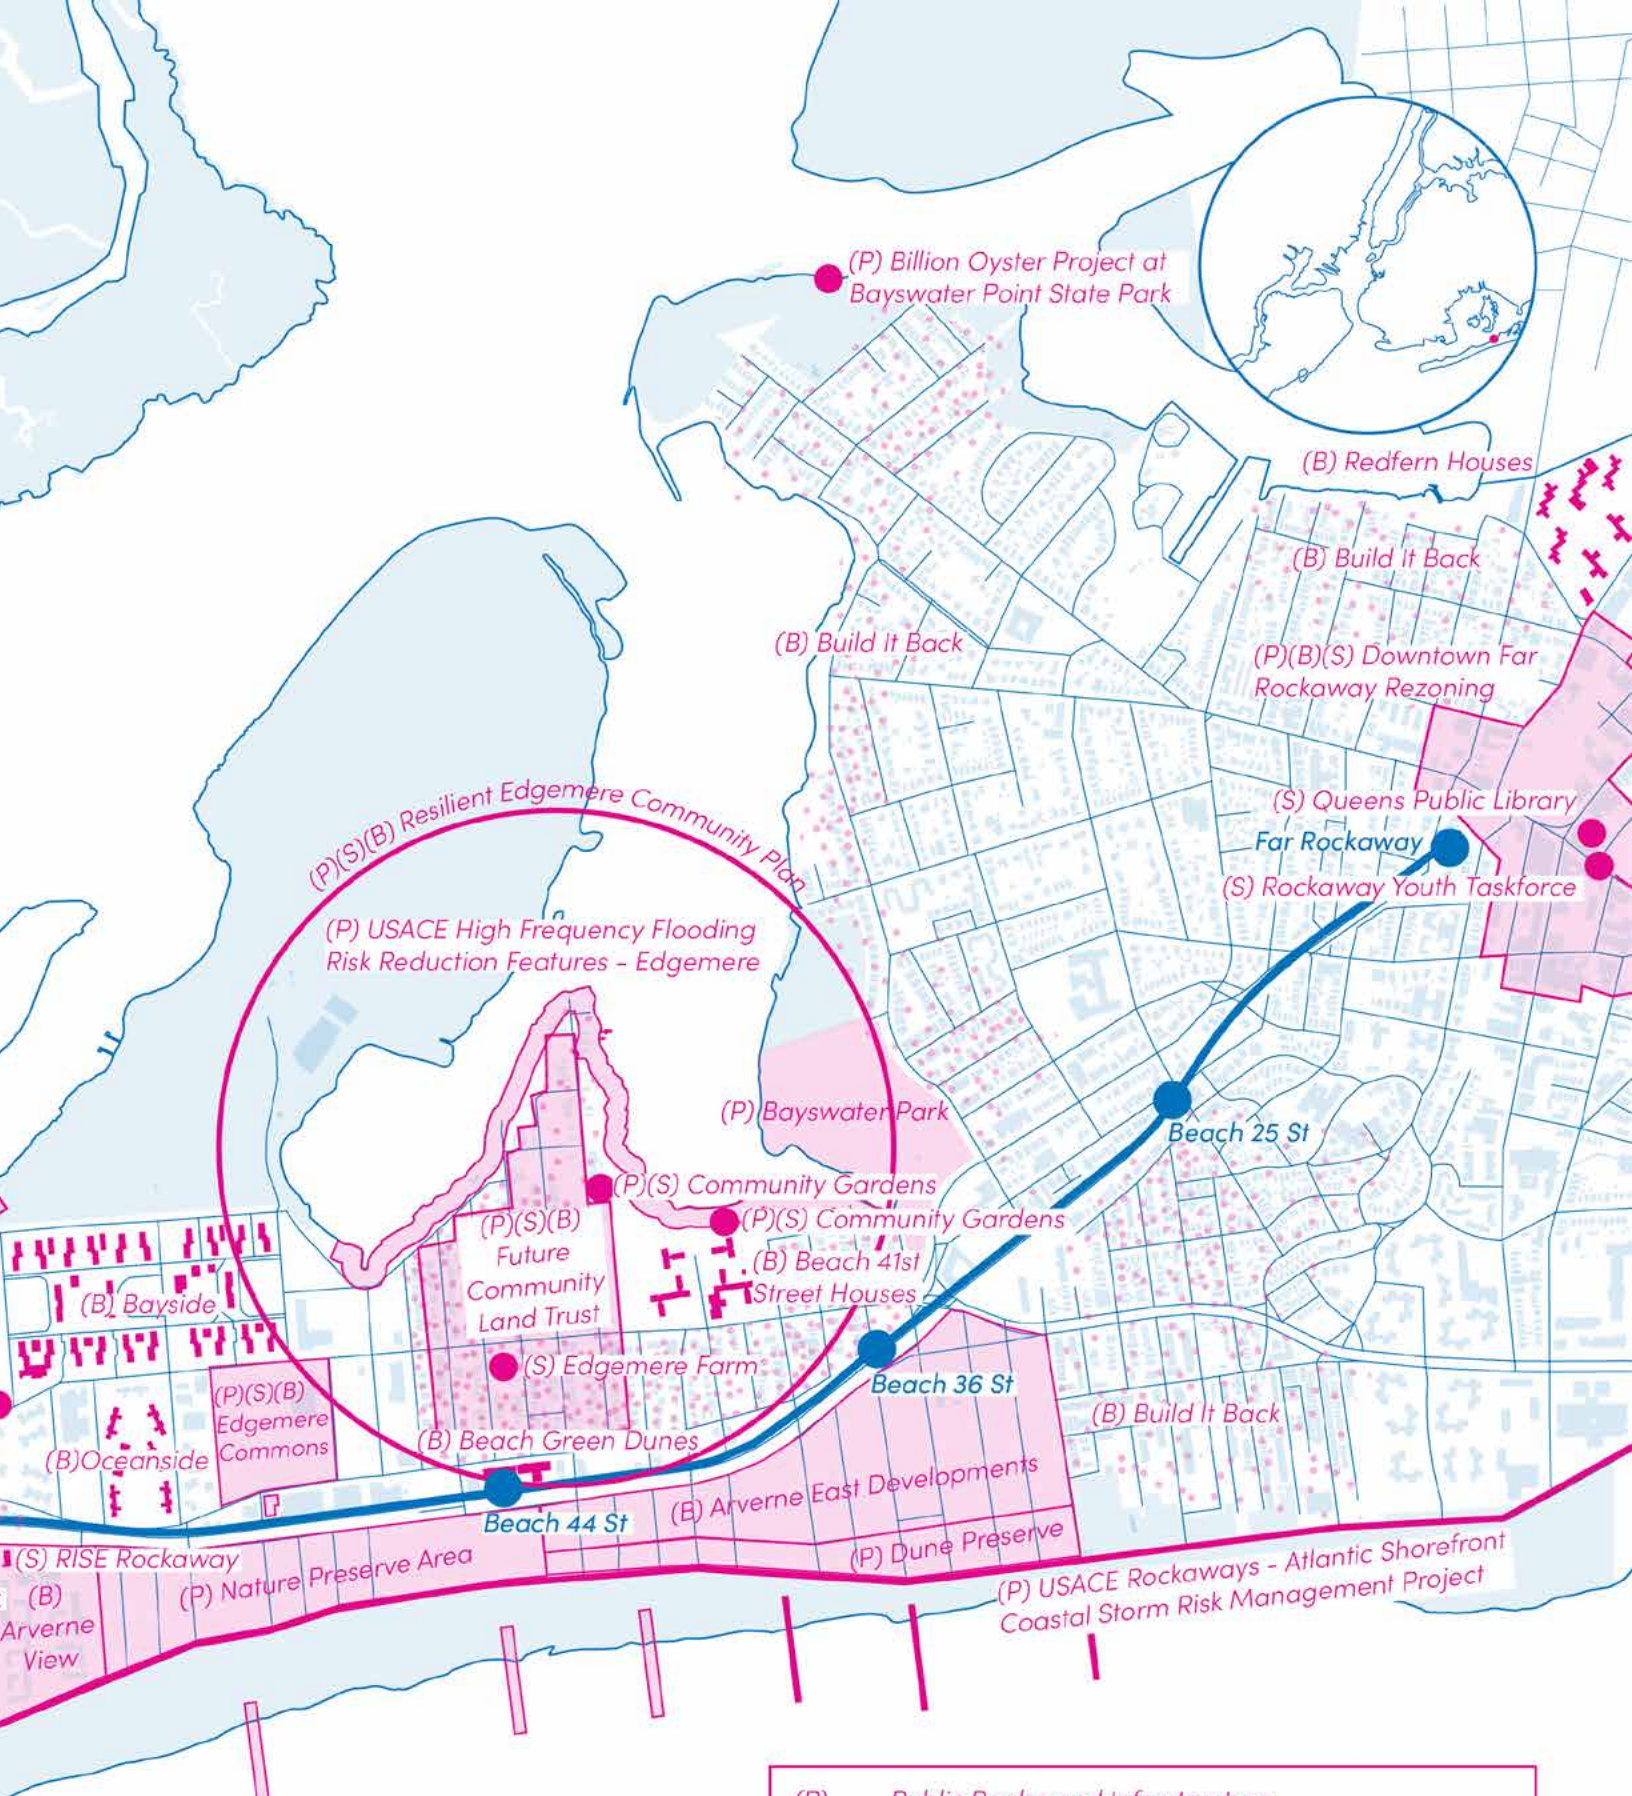 (P) Billion Oyster Project at
Bayswater Point State Park
(B) Redfern Houses
(B) Build It Back
(B) Build It Back
(P)(B)(S) Downtown Far
Rockaway Rezoning
(P)(S)(B) Resilient Edgemere Community Plan
(S) Queens Public Library
Far Rockaway
(S) Rockaway Youth Taskforce
(P) USACE High Frequency Flooding
Risk Reduction Features - Edgemere
(P) Bayswater Park
Beach 25 St
(P)(S) Community Gardens
(P)(S) Community Gardens
(P)(S)(B)
Future
Community
Land Trust
(B) Beach 41st
Street Houses
(B) Bayside
(S) Edgemere Farm
Beach 36 St
(P)(S)(B)
Edgemere
Commons
(B) Build It Back
(B) Beach Green Dunes
(B)Oceanside
(B) Arverne East Developments
Beach 44 St
(P) Dune Preserve
(S) RISE Rockaway
(P) Nature Preserve Area
(B)
Arverne
View
(P) USACE Rockaways - Atlantic Shorefront
Coastal Storm Risk Management Project